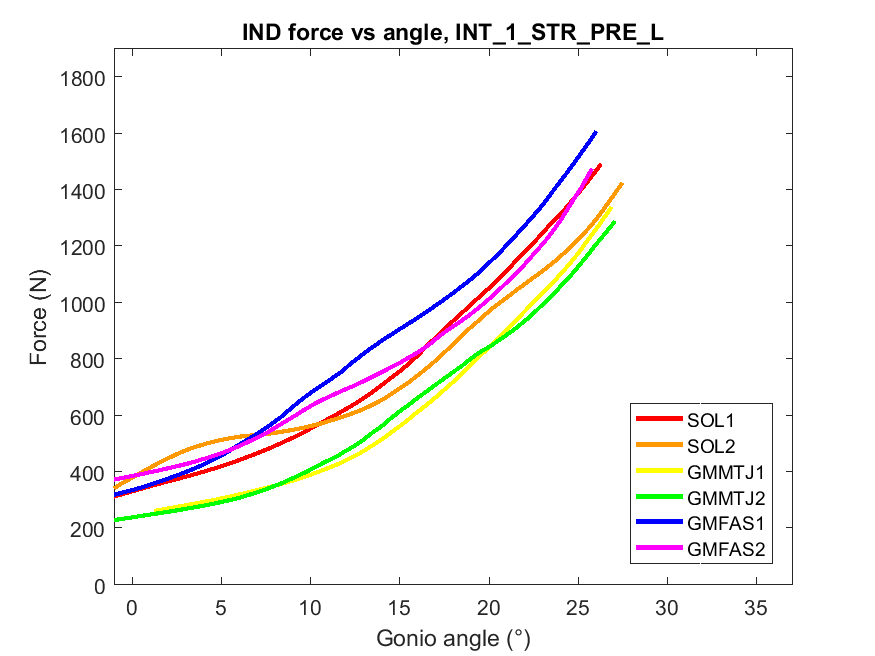 IND force vs angle, INT_1_STR_PRE_L
1800
1600
1400
1200
1000
800
600
400
200
0
Force (N)
0 5 10 15 20 25 30 35
Gonio angle (°)
SOL1
SOL2
GMMTJ1
GMMTJ2
GMFAS1
GMFAS2